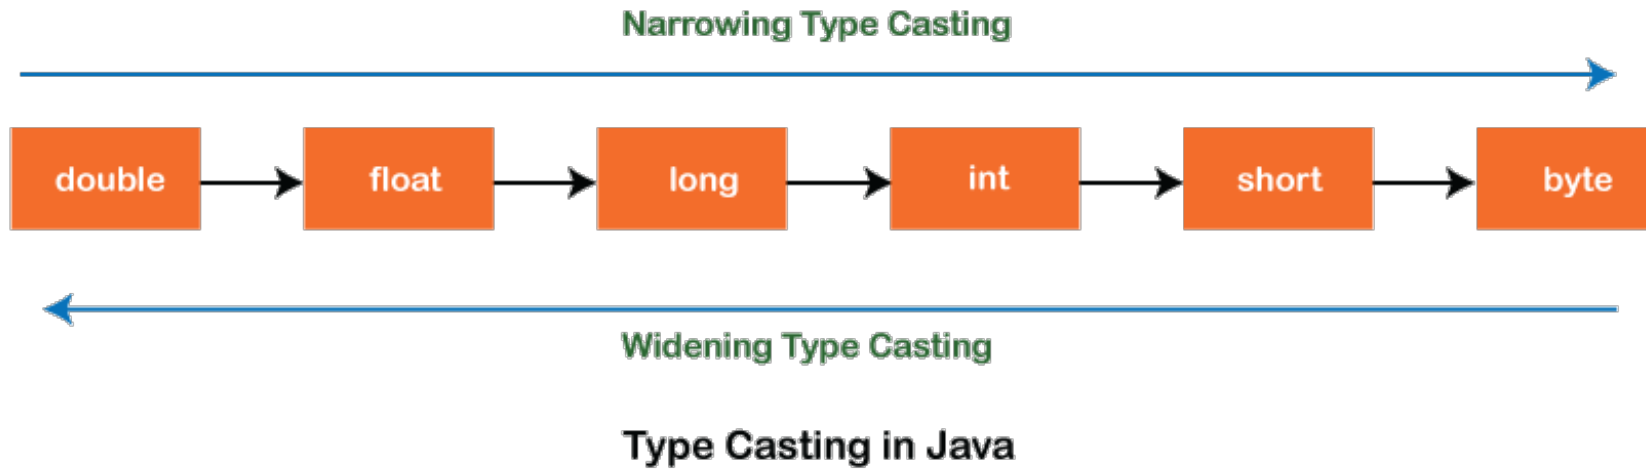 Narrowing Type Casting
double float long int short byte
Widening Type Casting
Type Casting in Java